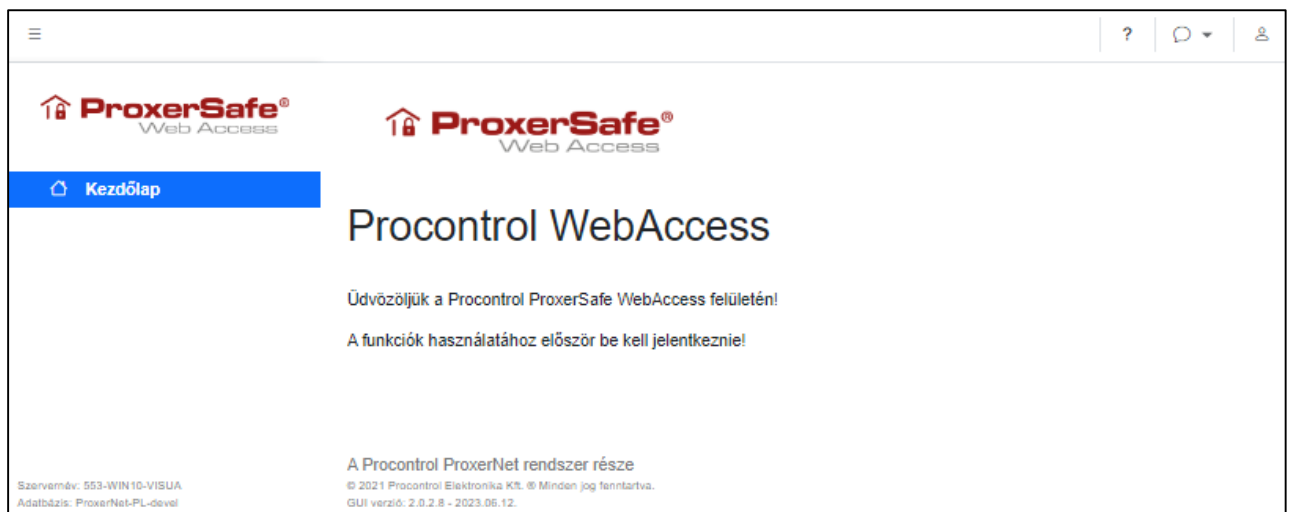 ?
ProxerSafe®
Web Access
Kezdőlap
Szervernév: 553-WIN10-VISUA
Adatbázis: ProxerNet-PL-devel
ProxerSafe®
Web Access
Procontrol WebAccess
Üdvözöljük a Procontrol ProxerSafe WebAccess felületén!
A funkciók használatához először be kell jelentkeznie!
A Procontrol ProxerNet rendszer része
© 2021 Procontrol Elektronika Kft. ® Minden jog fenntartva.
GUI verzió: 2.0.2.8 - 2023.06.12.